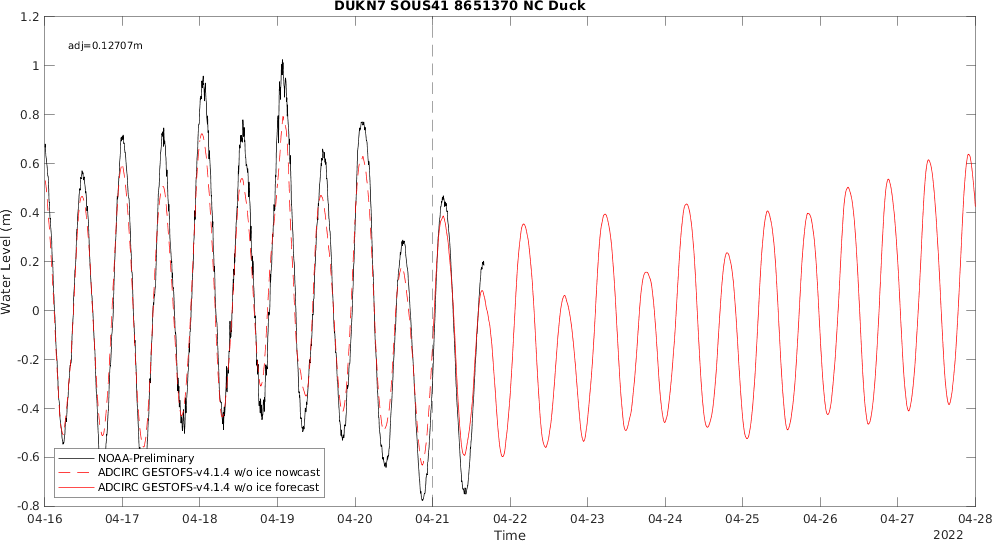 DUKN7 SOUS41 8651370 NC Duck
adj=0.12707m
Water Level (m)
1.2
1
0.8
0.6
0.4
0.2
0
-0.2
-0.4
-0.6
-0.8
NOAA-Preliminary
ADCIRC GESTOFS-v4.1.4 w/o ice nowcast
ADCIRC GESTOFS-v4.1.4 w/o ice forecast
04-16 04-17 04-18 04-19 04-20 04-21 04-22 04-23 04-24 04-25 04-26 04-27 04-28
Time
2022